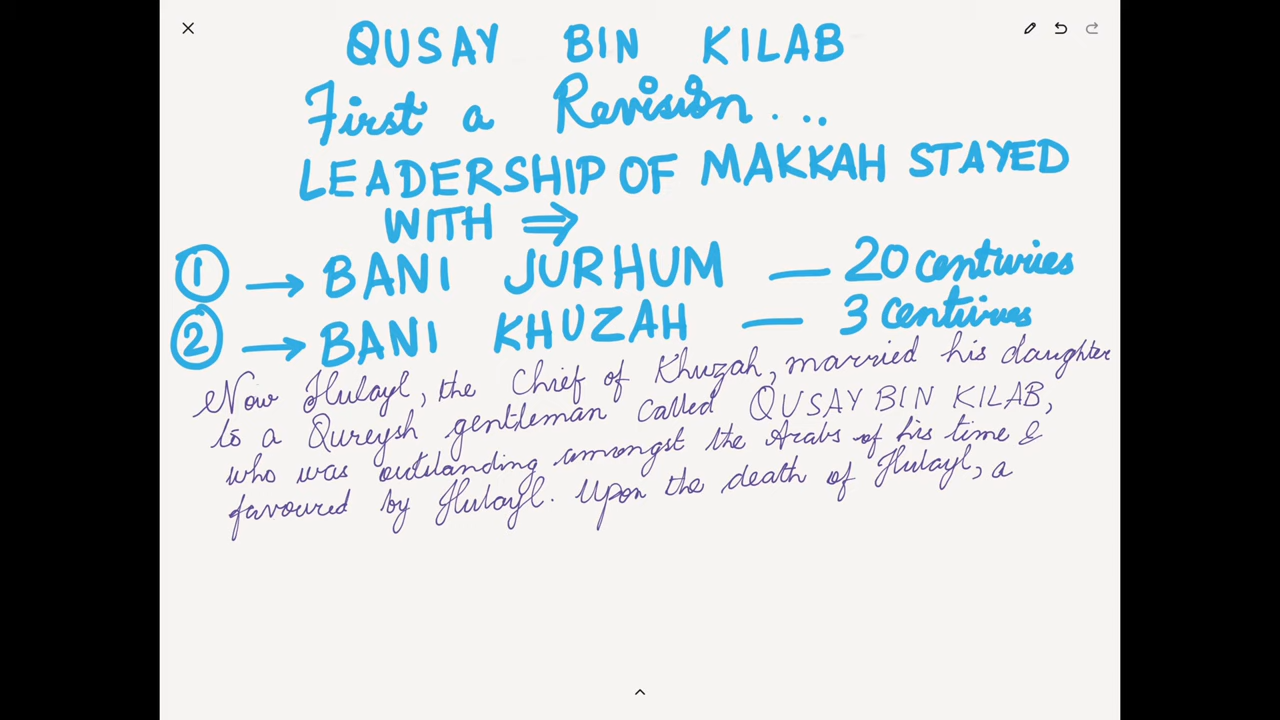 QUSAY BIN KILAB
First a Revision...
LEADERSHIP OF MAKKAH STAYED
WITH ⇒
① → BANI JURHUM — 20 centuries
② → BANI KHUZAH — 3 centuries
Now Hulayl, the Chief of Khuzah, married his daughter
to a Qureysh gentleman called QUSAY BIN KILAB,
who was outstanding amongst the Arabs of his time &
favoured by Hulayl. Upon the death of Hulayl, a